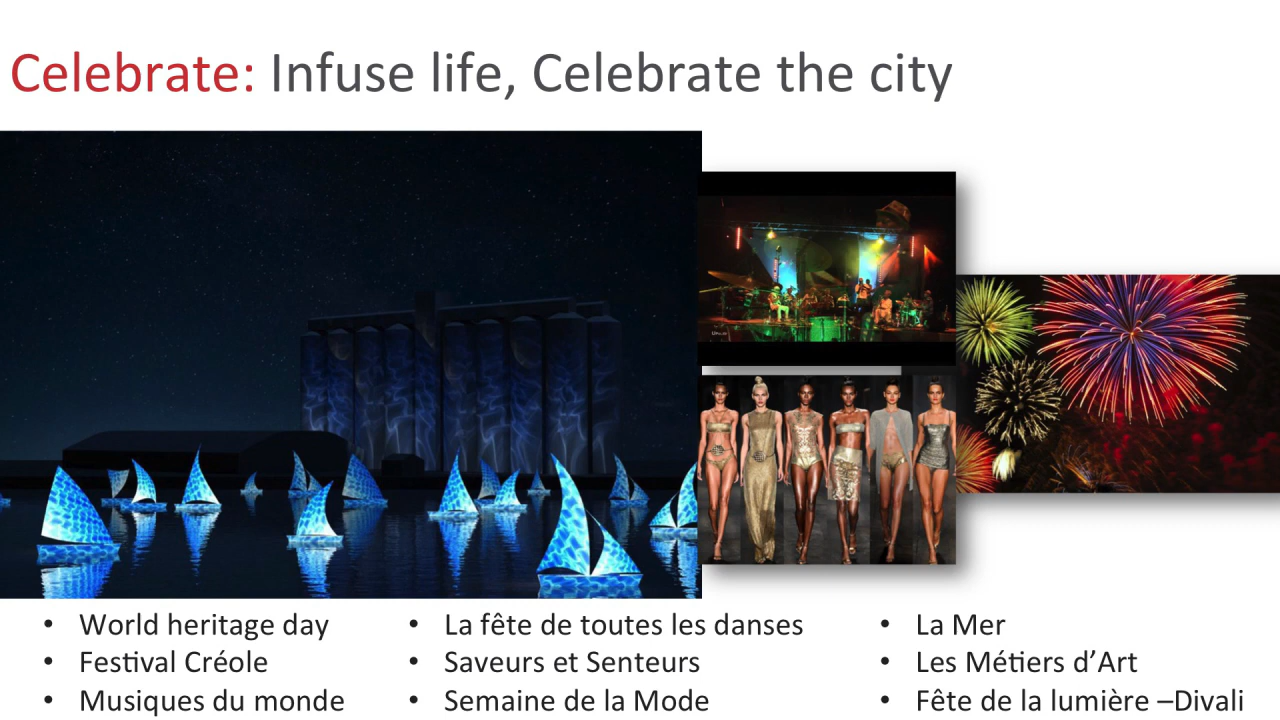 Celebrate: Infuse life, Celebrate the city
• World heritage day
• Festival Créole
• Musiques du monde
• La fête de toutes les danses
• Saveurs et Senteurs
• Semaine de la Mode
• La Mer
• Les Métiers d’Art
• Fête de la lumière –Divali